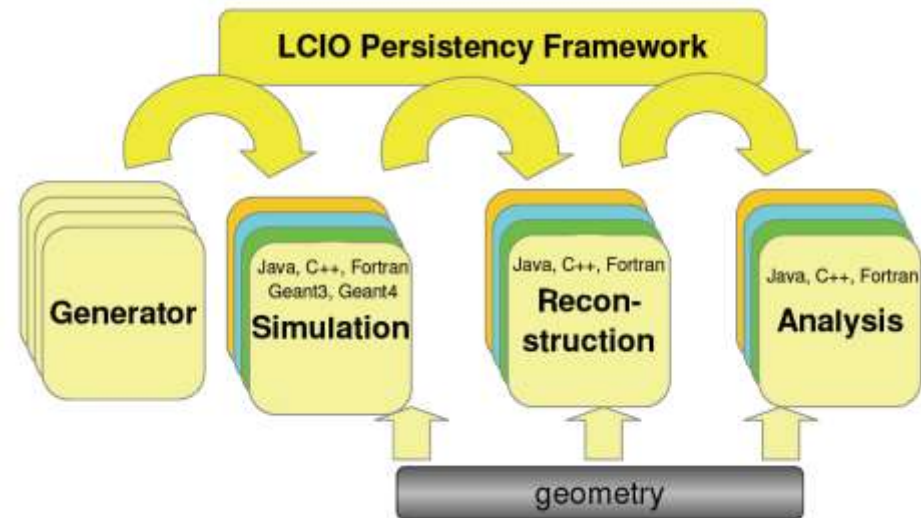 LCIO Persistency Framework
Generator
Java, C++, Fortran
Geant3, Geant4
Simulation
Java, C++, Fortran
Recon-
struction
Java, C++, Fortran
Analysis
geometry